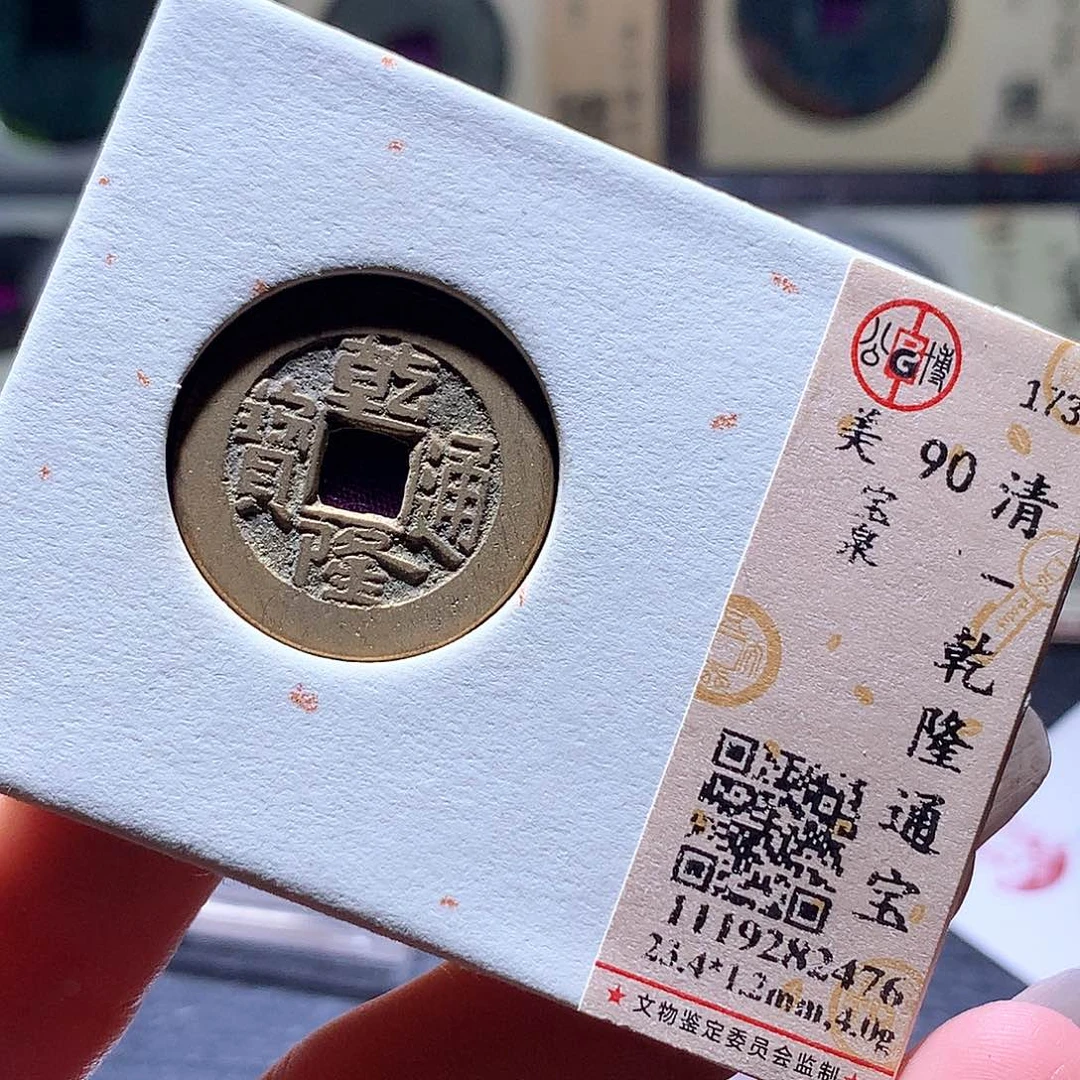 乾隆通寶
公博
G
美 90
宝泉
清一乾隆通宝
1119282476
23.4*1.2mm,4.0g
★文物鉴定委员会监制★